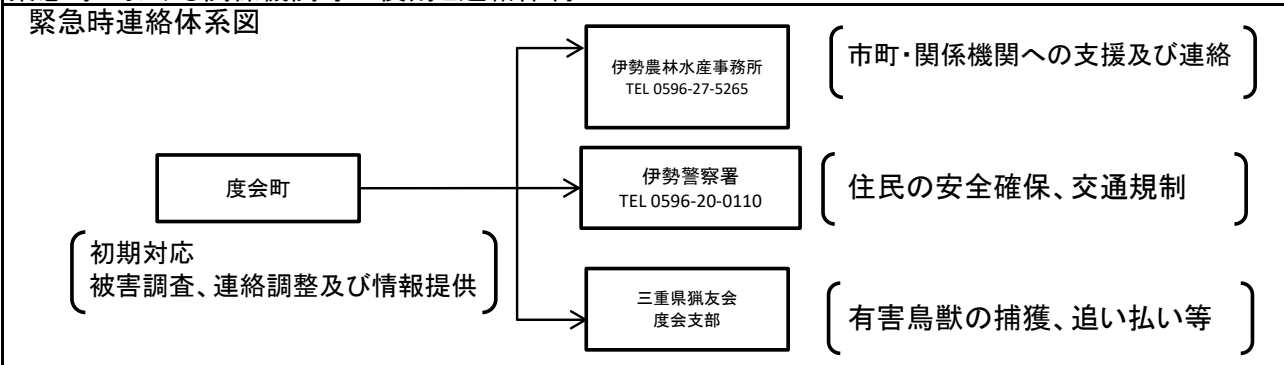 緊急時連絡体系図
伊勢農林水産事務所
TEL 0596-27-5265
市町・関係機関への支援及び連絡
度会町
伊勢警察署
TEL 0596-20-0110
住民の安全確保、交通規制
初期対応
被害調査、連絡調整及び情報提供
三重県猟友会
度会支部
有害鳥獣の捕獲、追い払い等